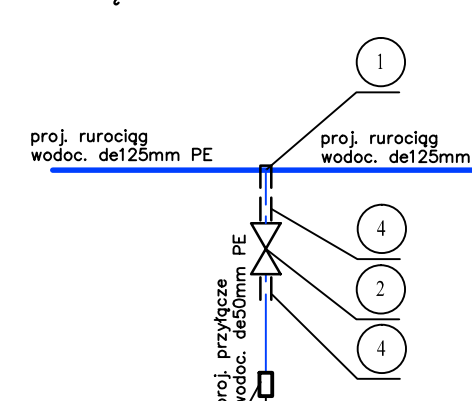 1
proj. rurociąg
wodoc. de125mm PE
proj. rurociąg
wodoc. de125mm
4
2
4
proj. przyłącze
wodoc. de50mm PE